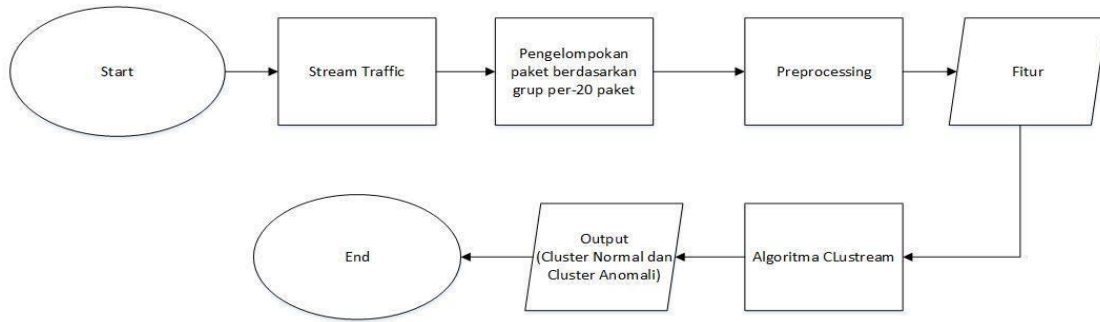 Start
Stream Traffic
Pengelompokan
paket berdasarkan
grup per-20 paket
Preprocessing
Fitur
Algoritma CLustream
Output
(Cluster Normal dan
Cluster Anomali)
End